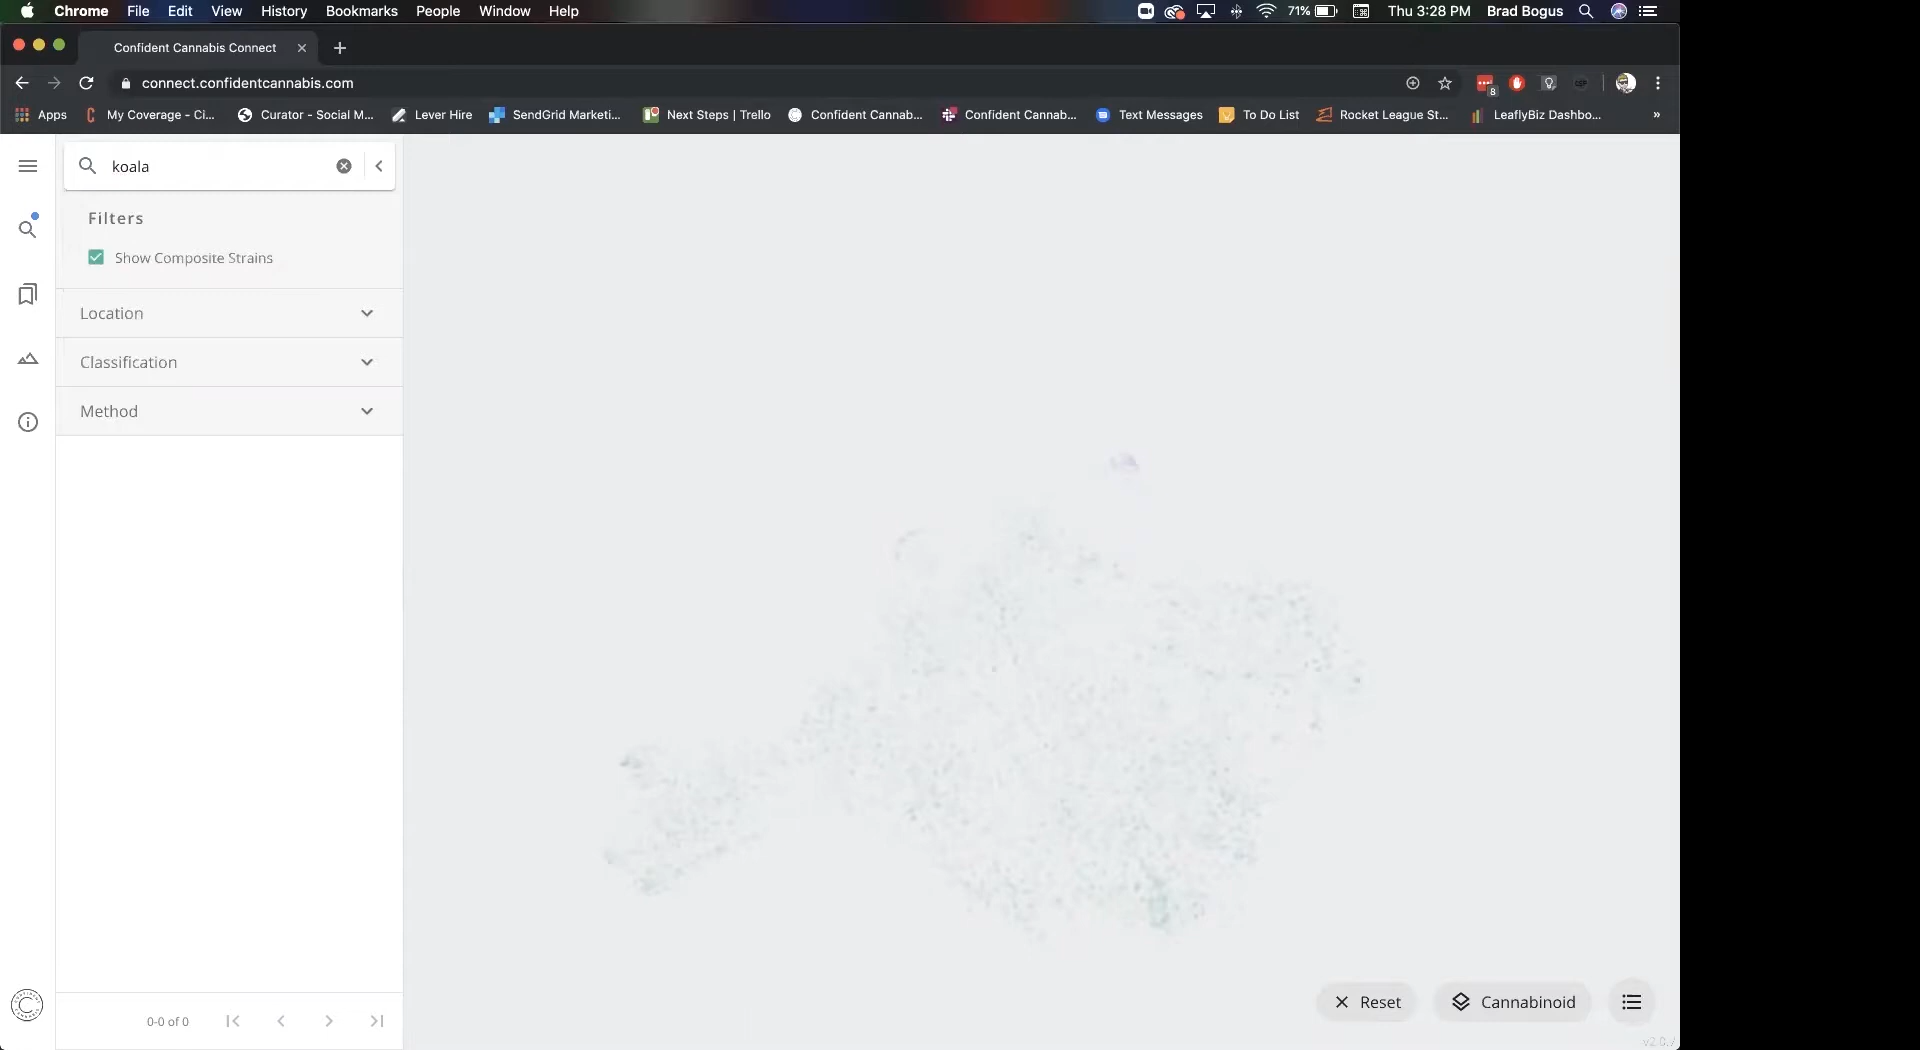 Chrome File Edit View History Bookmarks People Window Help 71% Thu 3:28 PM Brad Bogus
Confident Cannabis Connect
connect.confidentcannabis.com
8
Apps My Coverage - Ci... Curator - Social M... Lever Hire SendGrid Marketi... Next Steps | Trello Confident Cannab... Confident Cannab... Text Messages To Do List Rocket League St... LeaflyBiz Dashbo... »
koala
Filters
Show Composite Strains
Location
Classification
Method
Reset Cannabinoid
0-0 of 0